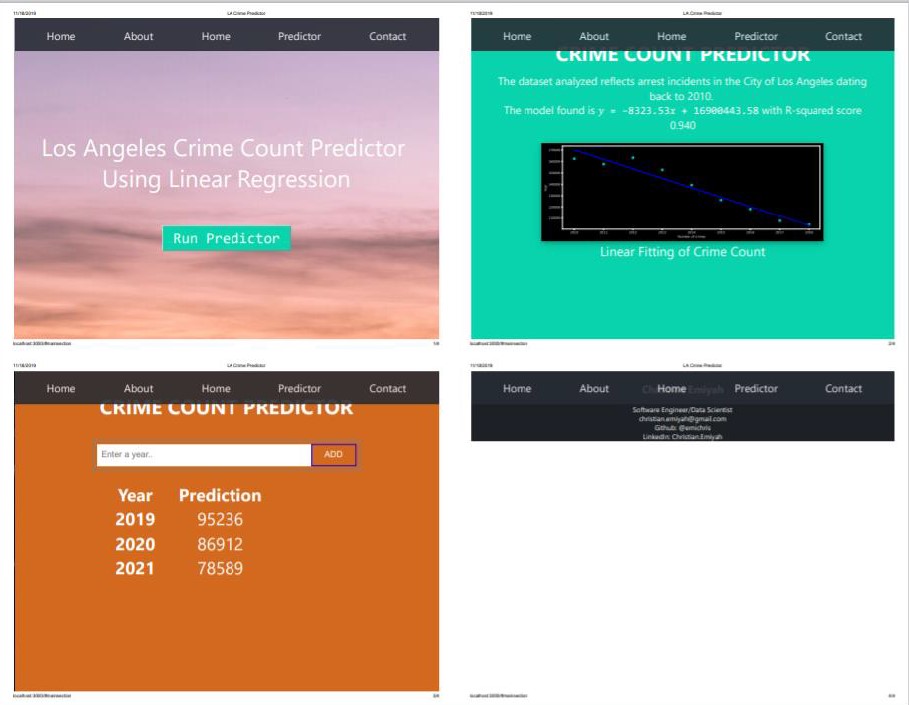 11/18/2019 LA Crime Predictor
Home About Home Predictor Contact
Los Angeles Crime Count Predictor
Using Linear Regression
Run Predictor
localhost:3000/#mainsection 1/4
11/18/2019 LA Crime Predictor
Home About Home Predictor Contact
CRIME COUNT PREDICTOR
The dataset analyzed reflects arrest incidents in the City of Los Angeles dating
back to 2010.
The model found is y = -8323.53x + 16900443.58 with R-squared score
0.940
Linear Fitting of Crime Count
localhost:3000/#mainsection 2/4
11/18/2019 LA Crime Predictor
Home About Home Predictor Contact
CRIME COUNT PREDICTOR
Enter a year.. ADD
Year Prediction
2019 95236
2020 86912
2021 78589
localhost:3000/#mainsection 3/4
11/18/2019 LA Crime Predictor
Home About Home Predictor Contact
Christian Emiyah
Software Engineer/Data Scientist
christian.emiyah@gmail.com
Github: @emichris
LinkedIn: Christian.Emiyah
localhost:3000/#mainsection 4/4